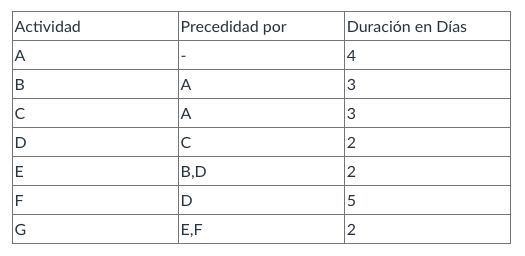 Actividad Precedidad por Duración en Días
A - 4
B A 3
C A 3
D C 2
E B,D 2
F D 5
G E,F 2